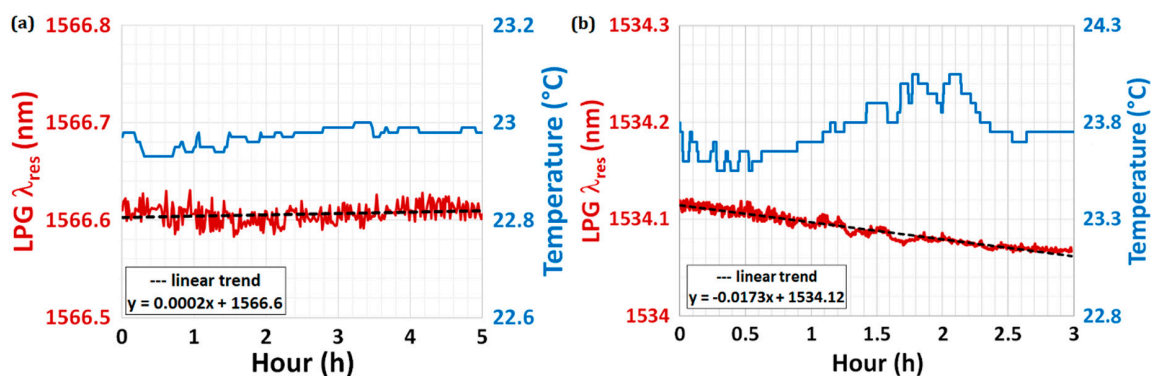 (a)
LPG λres (nm)
1566.8
1566.7
1566.6
1566.5
23.2
23
22.8
22.6
Temperature (°C)
--- linear trend
y = 0.0002x + 1566.6
0 1 2 3 4 5
Hour (h)
(b)
LPG λres (nm)
1534.3
1534.2
1534.1
1534
24.3
23.8
23.3
22.8
Temperature (°C)
--- linear trend
y = -0.0173x + 1534.12
0 0.5 1 1.5 2 2.5 3
Hour (h)